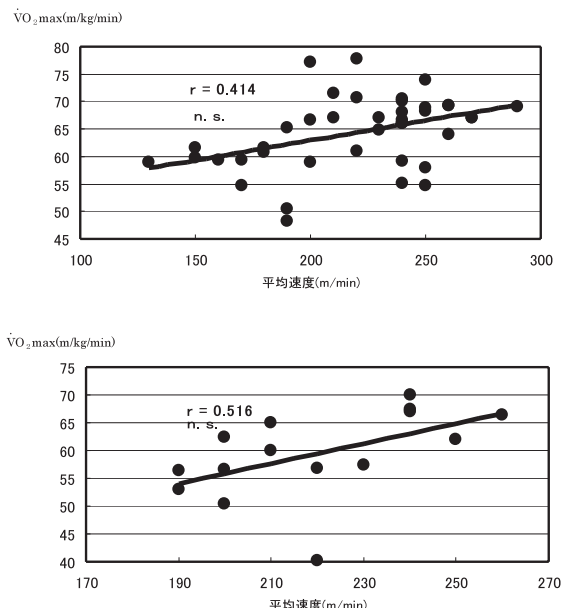 V̇O₂max(m/kg/min)
80
75
70
65
60
55
50
45
r = 0.414
n. s.
100 150 200 250 300
平均速度(m/min)
V̇O₂max(m/kg/min)
75
70
65
60
55
50
45
40
r = 0.516
n. s.
170 190 210 230 250 270
平均速度(m/min)